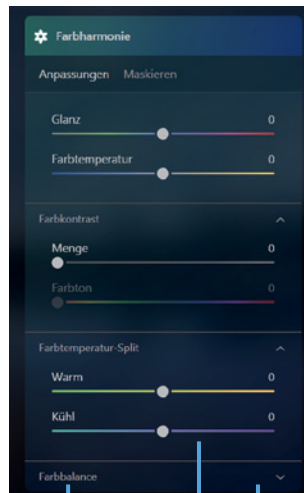 Farbharmonie
Anpassungen Maskieren
Glanz 0
Farbtemperatur 0
Farbkontrast
Menge 0
Farbton 0
Farbtemperatur-Split
Warm 0
Kühl 0
Farbbalance